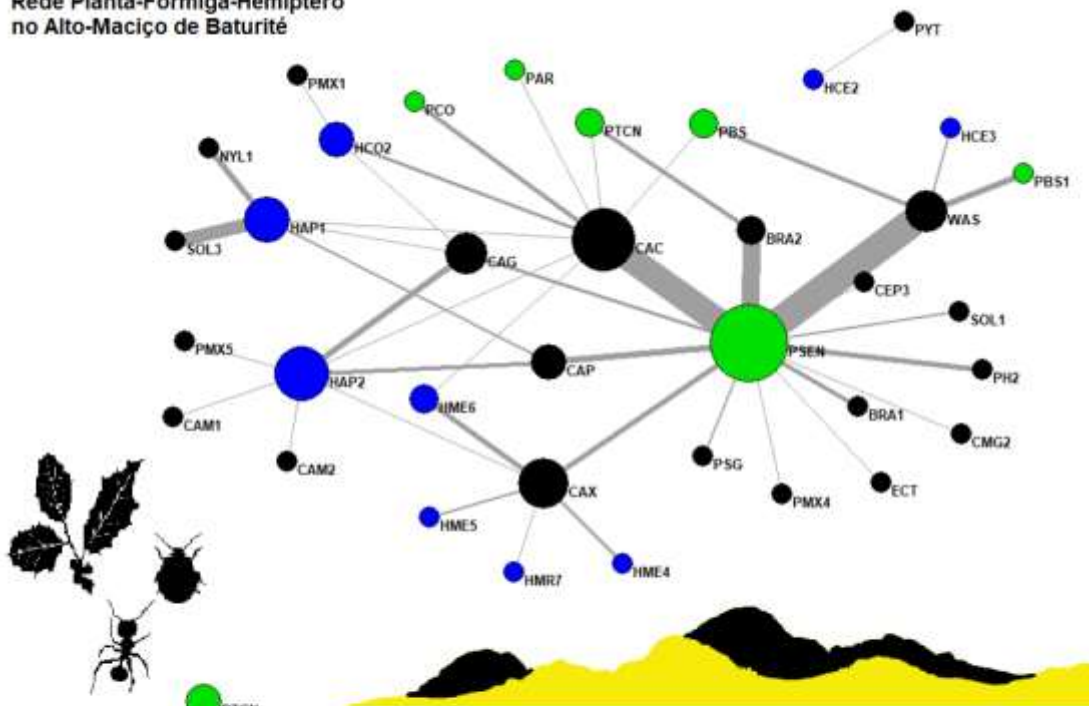 Rede Planta-Formiga-Hemíptero
no Alto-Maciço de Baturité
PYT
PAR
PMX1
HCE2
PCO
PTCN
PBS
HCE3
HCO2
NYL1
PBS1
WAS
HAP1
BRA2
SOL3
CAC
CAG
CEP3
SOL1
PMX5
PSEN
CAP
PH2
HAP2
HME6
BRA1
CAM1
CMG2
CAM2
PSG
CAX
ECT
PMX4
HME5
HME4
HMR7